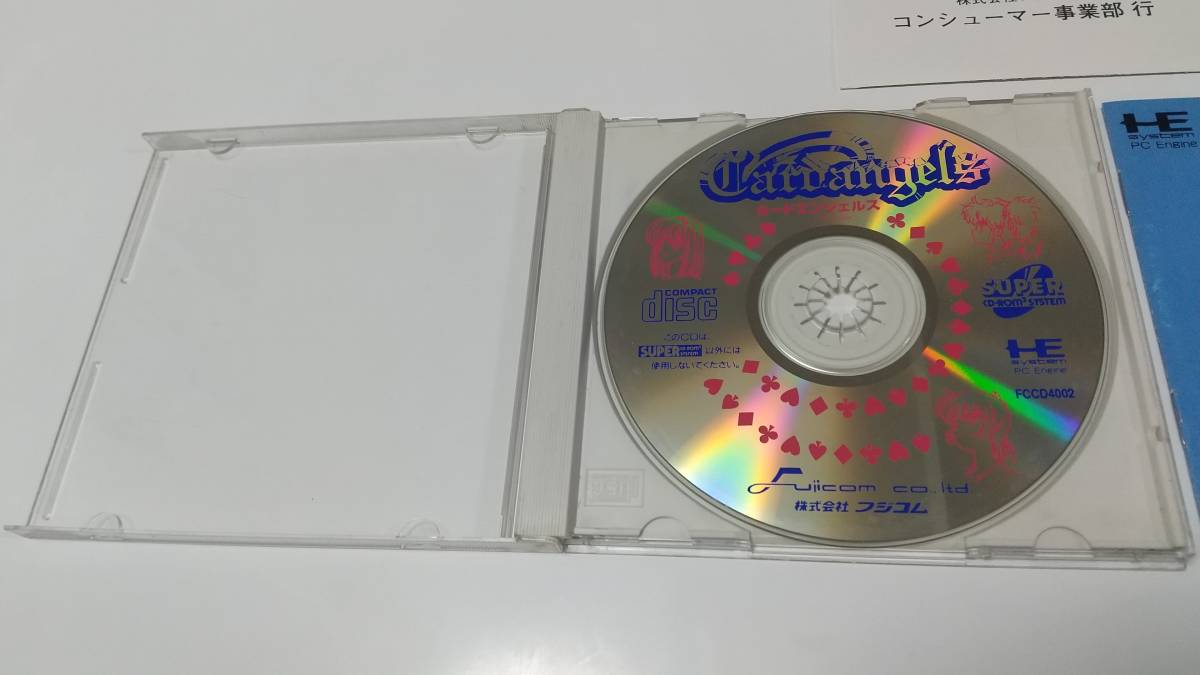 株式会社
コンシューマー事業部 行
HE
system
PC Engine
Cardangels
カードエンジェルス
COMPACT
disc
このCDは、
SUPER CD-ROM² SYSTEM 以外には
使用しないでください。
SUPER
CD-ROM² SYSTEM
HE
system
PC Engine
FCCD4002
Fujicom co.,ltd.
株式会社 フジコム